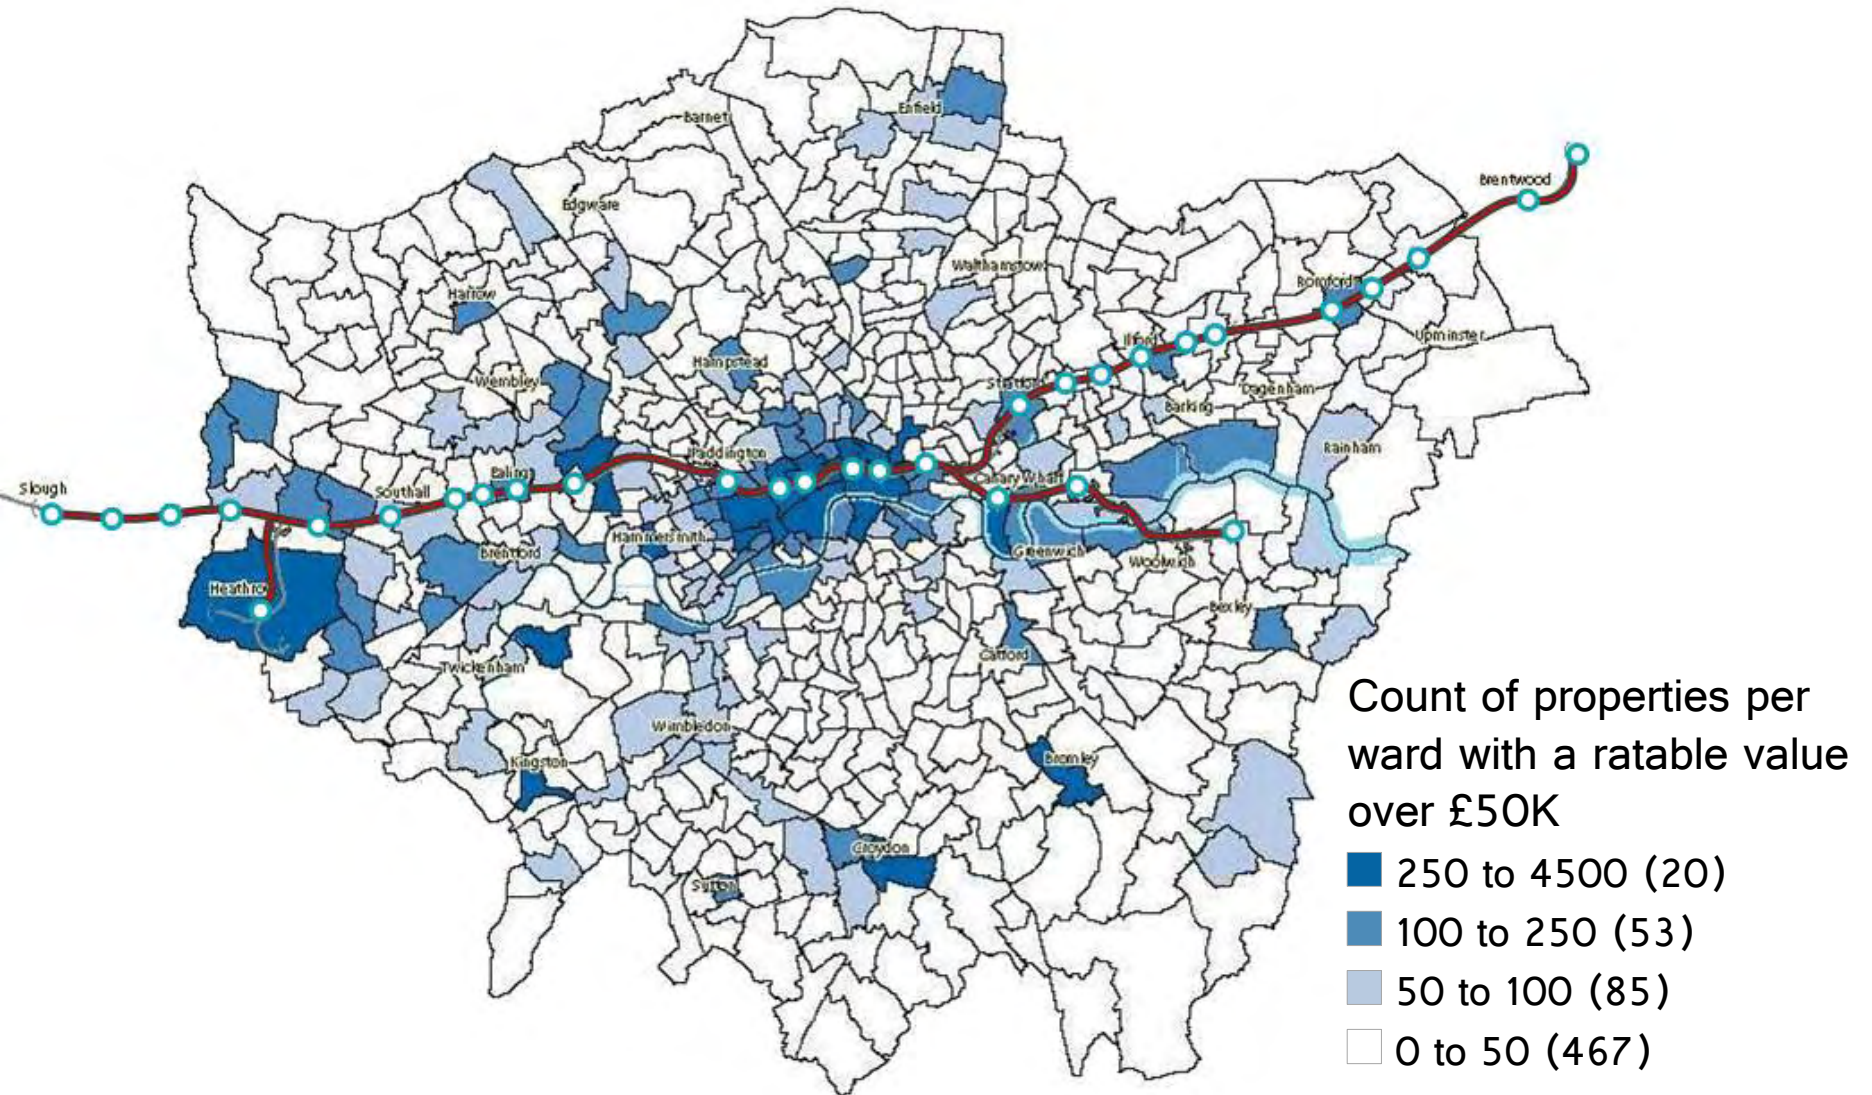 Enfield
Barnet
Brentwood
Edgware
Walthamstow
Harrow
Romford
Upminster
Ilford
Hampstead
Wembley
Stratford
Dagenham
Barking
Rainham
Paddington
Ealing
Slough
Southall
Canary Wharf
Hammersmith
Brentford
Greenwich
Woolwich
Heathro
Bexley
Twickenham
Catford
Wimbledon
Kingston
Bromley
Croydon
Sutton
Count of properties per
ward with a ratable value
over £50K
250 to 4500 (20)
100 to 250 (53)
50 to 100 (85)
0 to 50 (467)